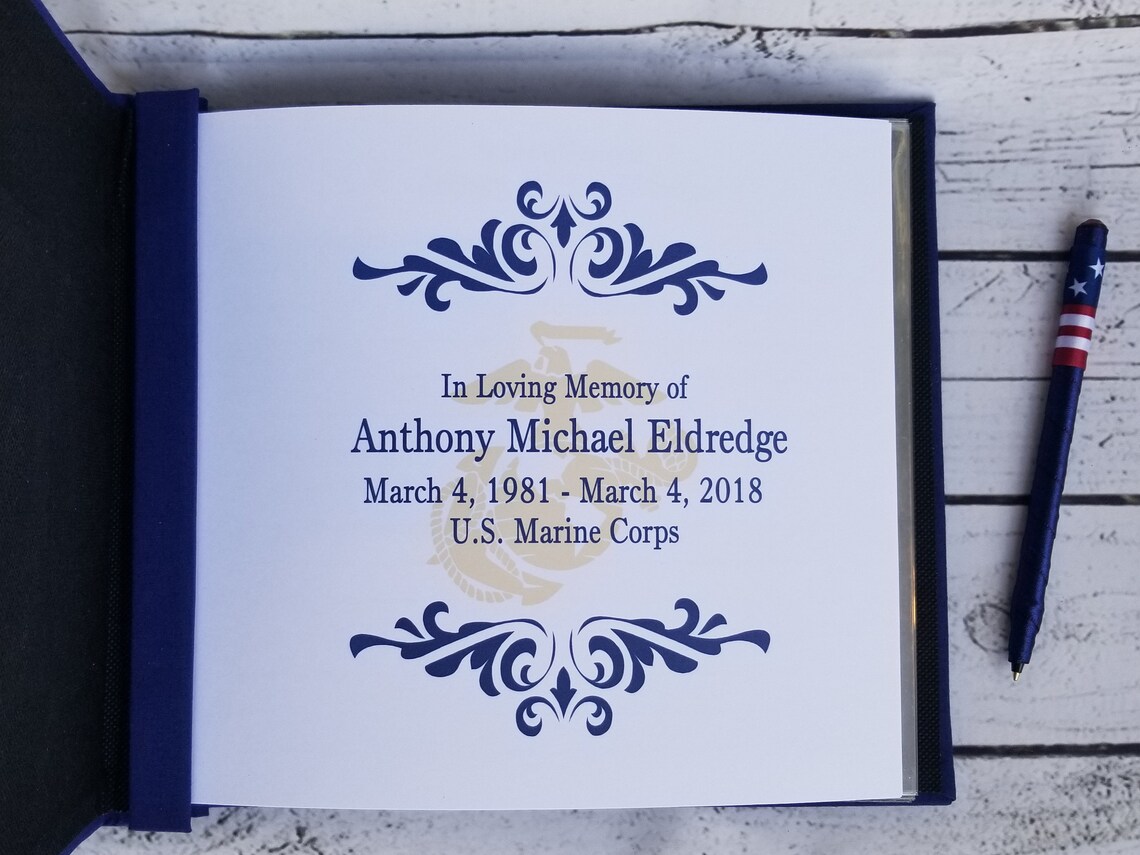 In Loving Memory of
Anthony Michael Eldredge
March 4, 1981 - March 4, 2018
U.S. Marine Corps